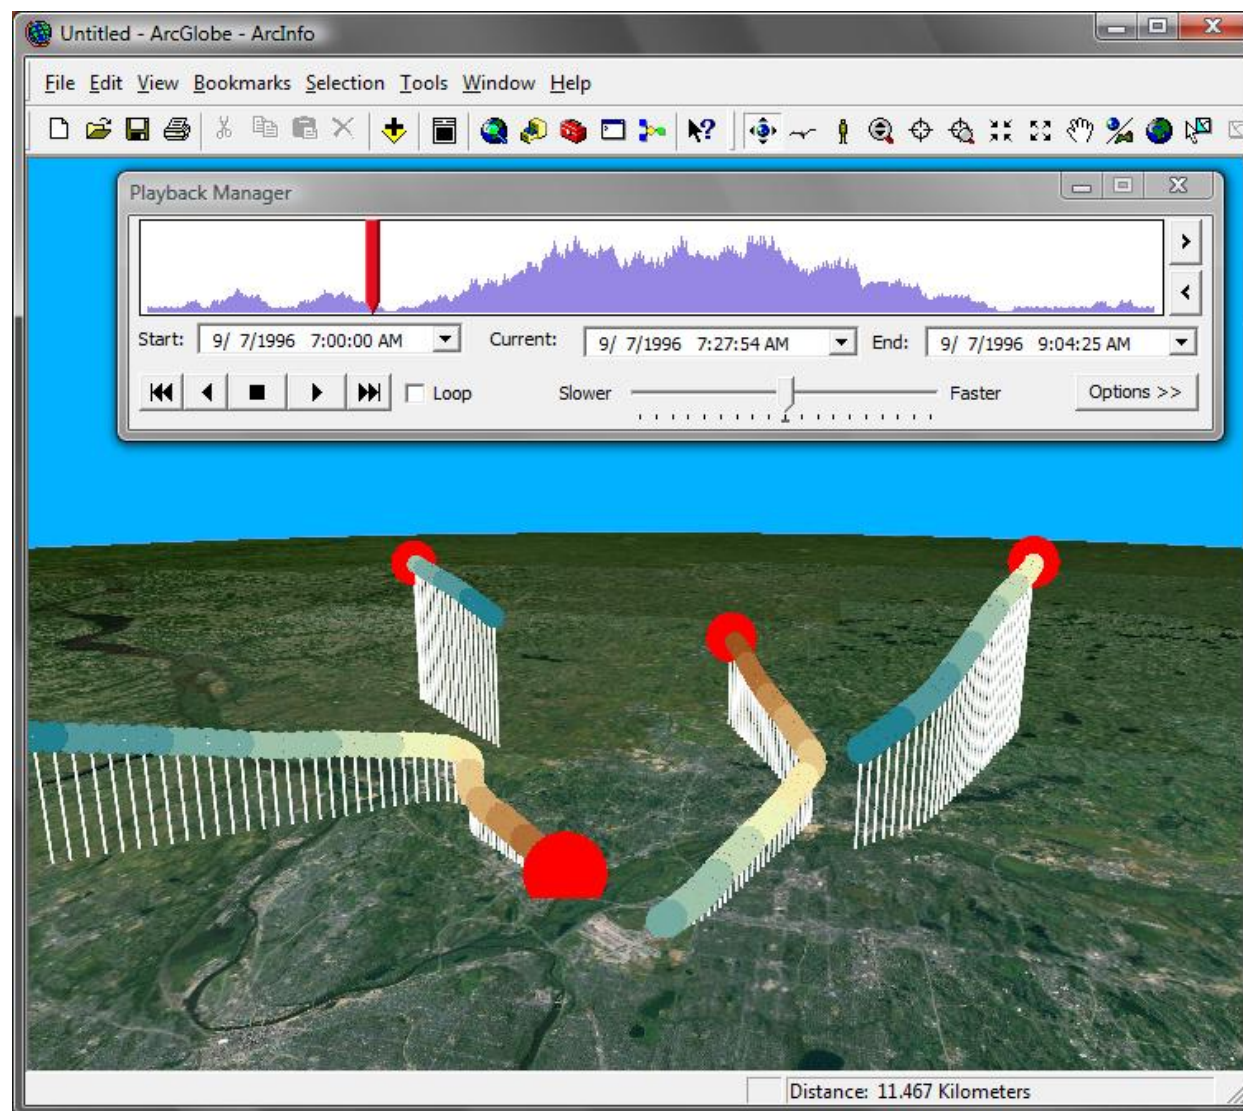 Untitled - ArcGlobe - ArcInfo
File Edit View Bookmarks Selection Tools Window Help
Playback Manager
Start: 9/ 7/1996 7:00:00 AM Current: 9/ 7/1996 7:27:54 AM End: 9/ 7/1996 9:04:25 AM
Loop Slower Faster Options >>
Distance: 11.467 Kilometers